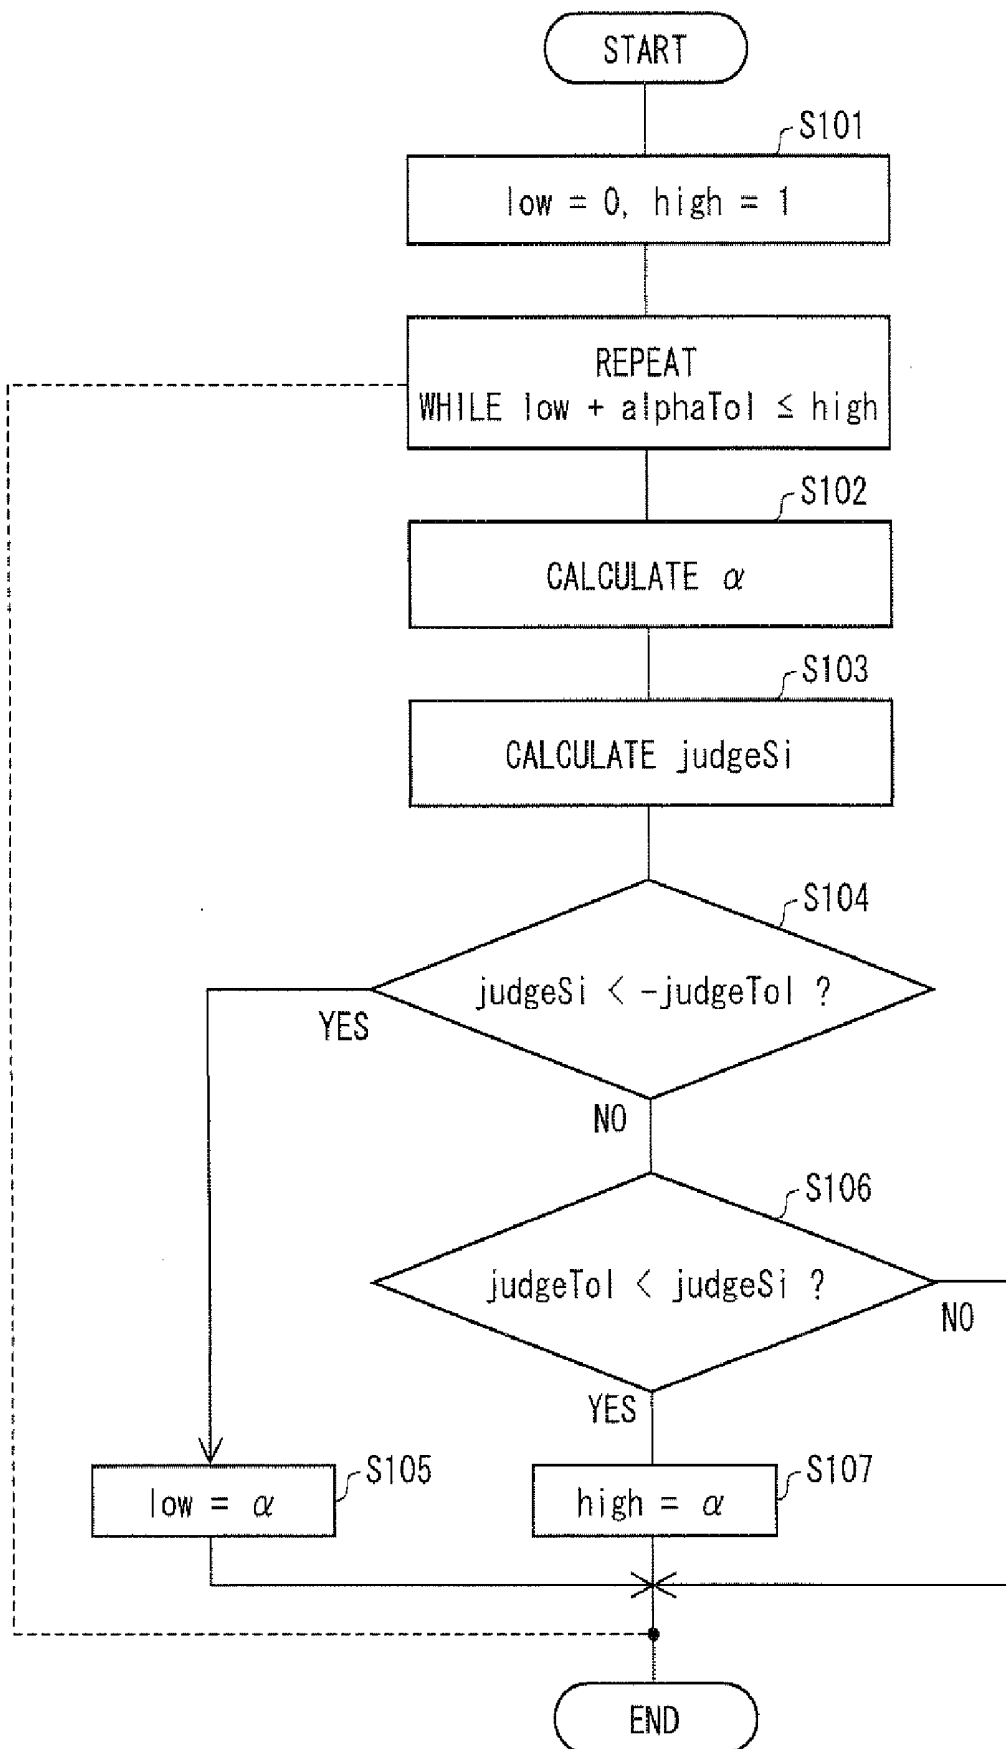 START
S101
low = 0, high = 1
REPEAT
WHILE low + alphaTol ≤ high
S102
CALCULATE α
S103
CALCULATE judgeSi
S104
judgeSi < -judgeTol ?
YES
NO
S106
judgeTol < judgeSi ?
NO
YES
S105
low = α
S107
high = α
END